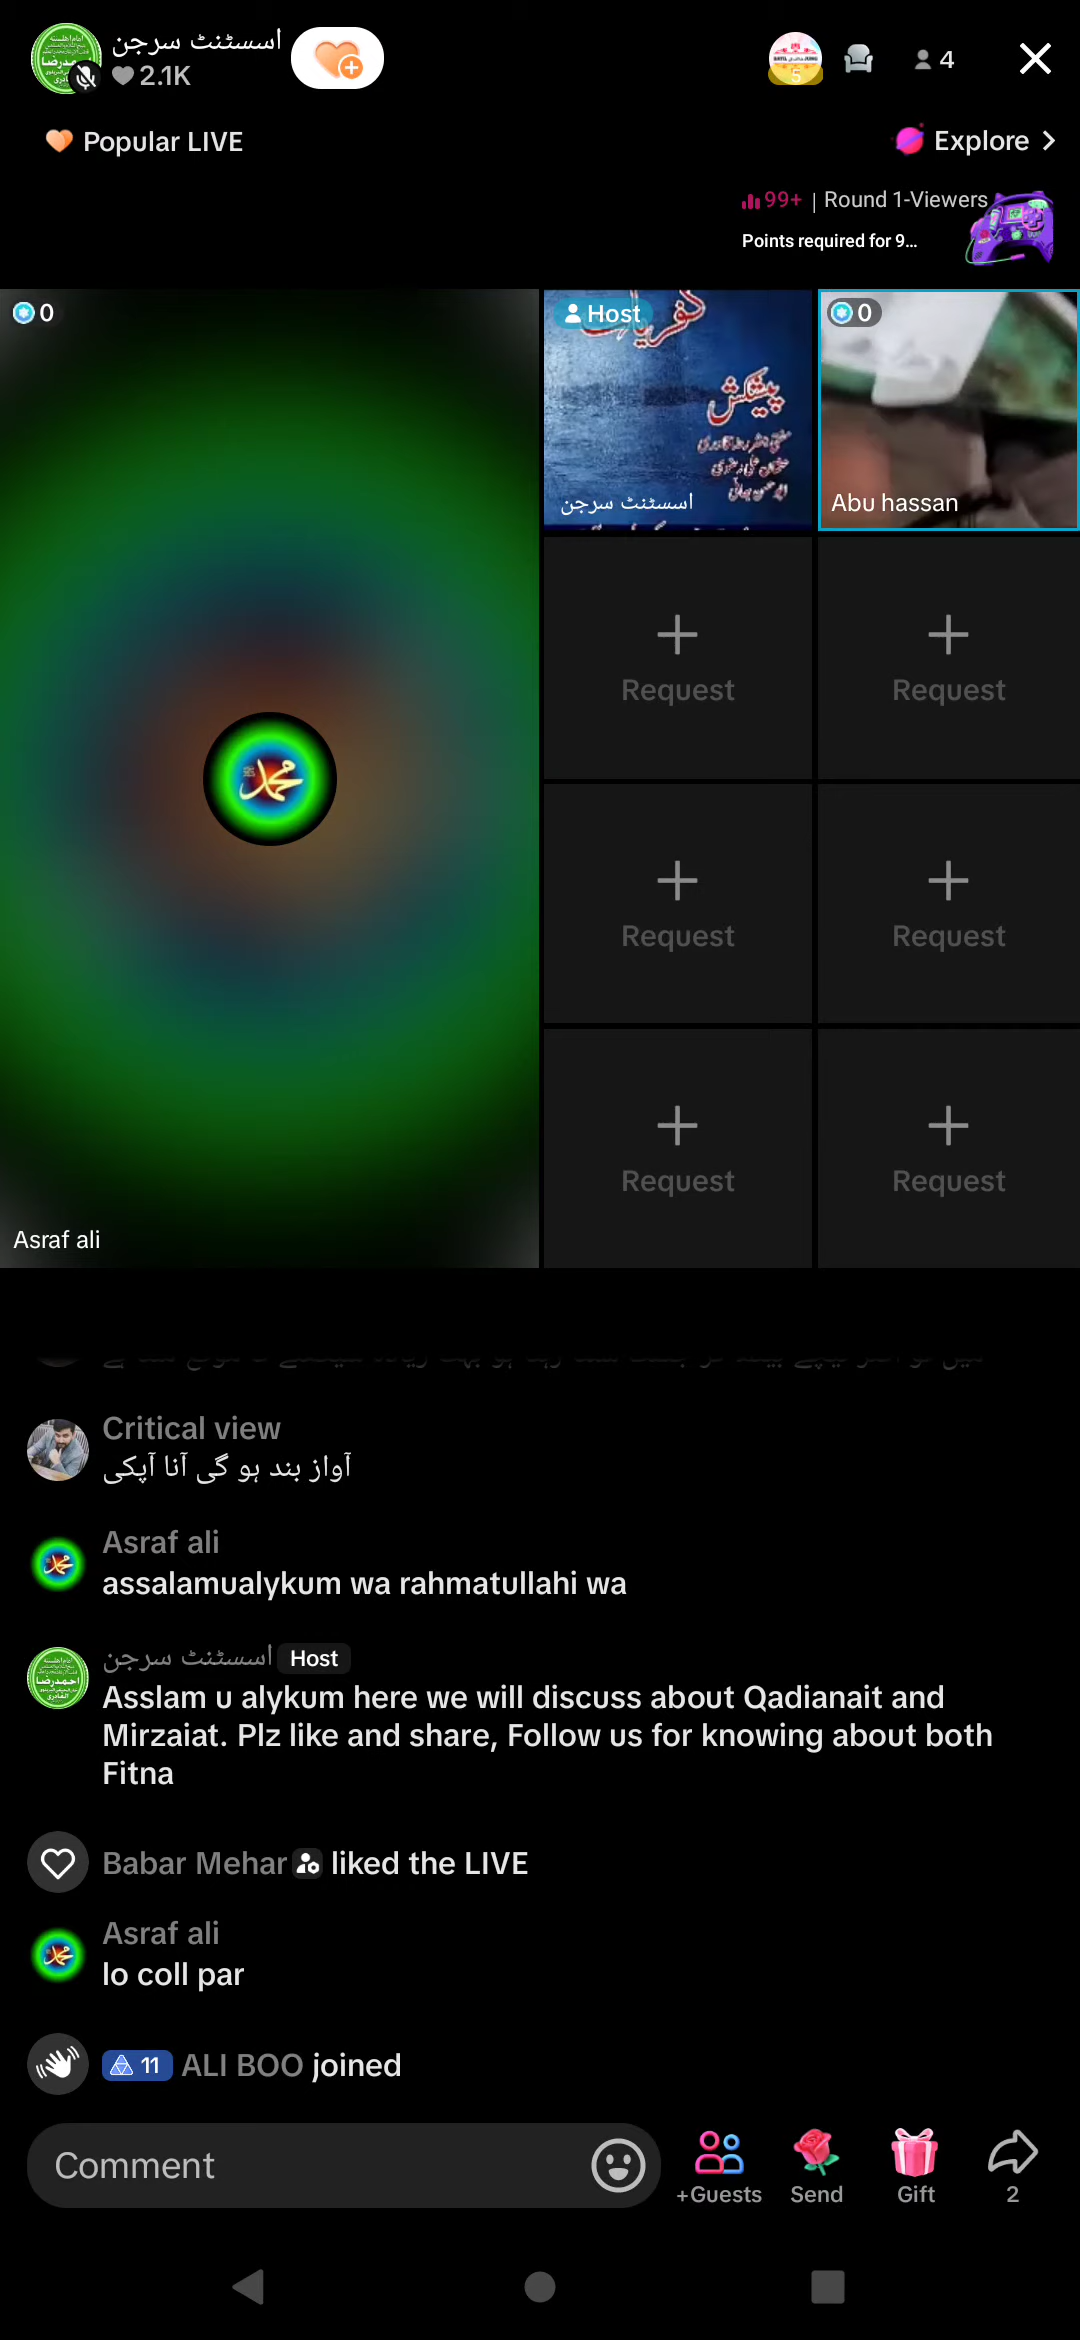 اسسٹنٹ سرجن
2.1K
5
4
Popular LIVE
Explore
99+ | Round 1-Viewers
Points required for 9...
0
Host
پیشکش
اسسٹنٹ سرجن
0
Abu hassan
محمد
Request
Request
Request
Request
Request
Request
Asraf ali
Critical view
آواز بند ہو گی آنا آپکی
Asraf ali
assalamualykum wa rahmatullahi wa
اسسٹنٹ سرجن Host
Asslam u alykum here we will discuss about Qadianait and
Mirzaiat. Plz like and share, Follow us for knowing about both
Fitna
Babar Mehar liked the LIVE
Asraf ali
lo coll par
11 ALI BOO joined
Comment
+Guests
Send
Gift
2